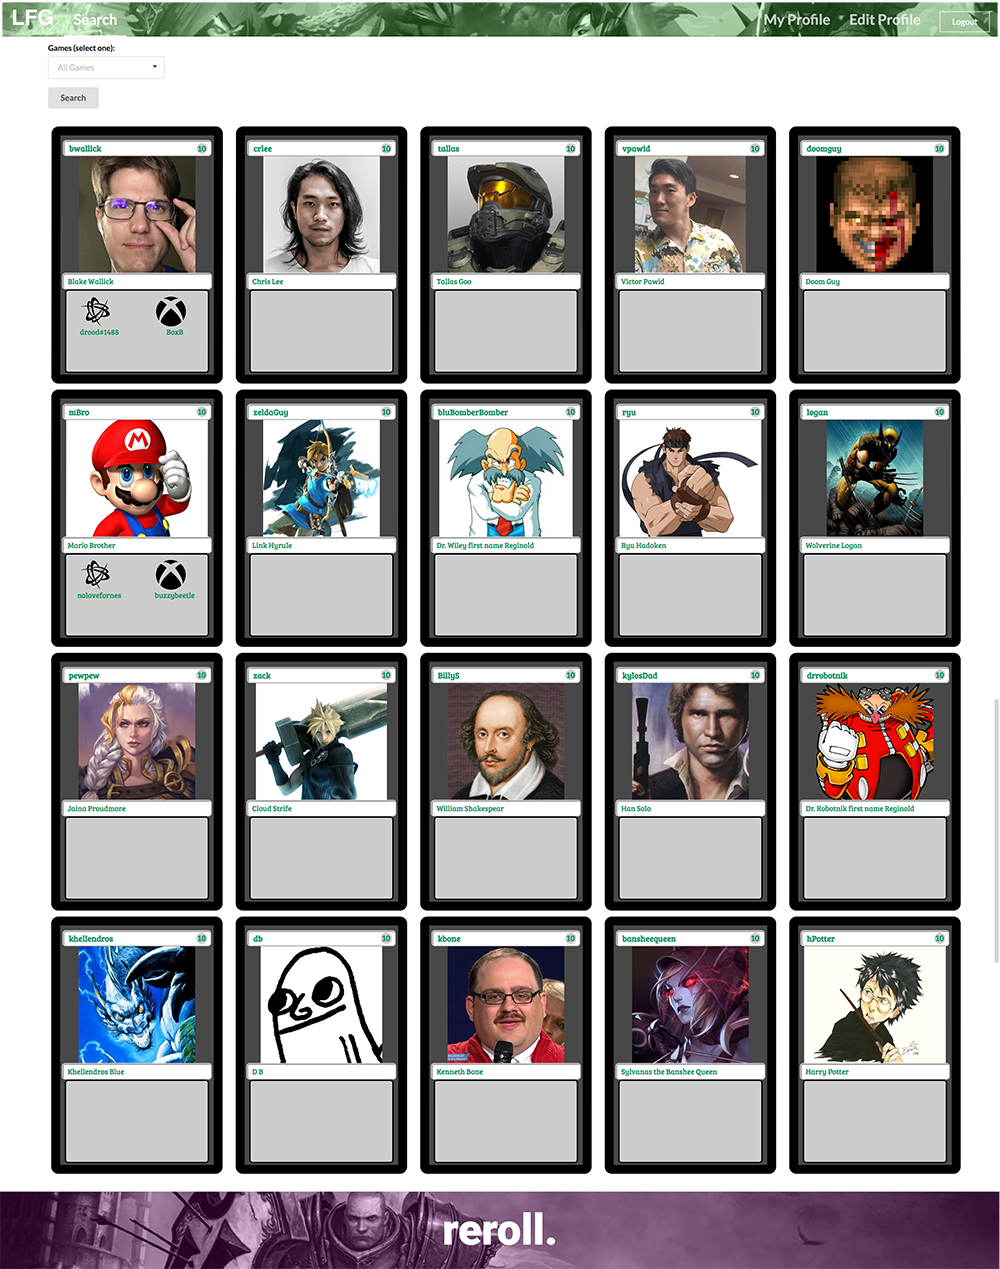 LFG Search My Profile Edit Profile Logout
Games (select one):
All Games
Search
bwallick 10
crlee 10
tallas 10
vpawid 10
doomguy 10
Blake Wallick
Chris Lee
Tallas Goo
Victor Pawid
Doom Guy
drood#1488 BoxB
mBro 10
zeldaGuy 10
bluBomberBomber 10
ryu 10
logan 10
M
Mario Brother
Link Hyrule
Dr. Wiley first name Reginold
Ryu Hadoken
Wolverine Logan
nolovefornes buzzybeetle
pewpew 10
zack 10
BillyS 10
kylosDad 10
drrobotnik 10
Jaina Proudmore
Cloud Strife
William Shakespear
Han Solo
Dr. Robotnik first name Reginold
khellendros 10
db 10
kbone 10
bansheequeen 10
hPotter 10
Khellendros Blue
D B
Kenneth Bone
Sylvanas the Banshee Queen
Harry Potter
reroll.